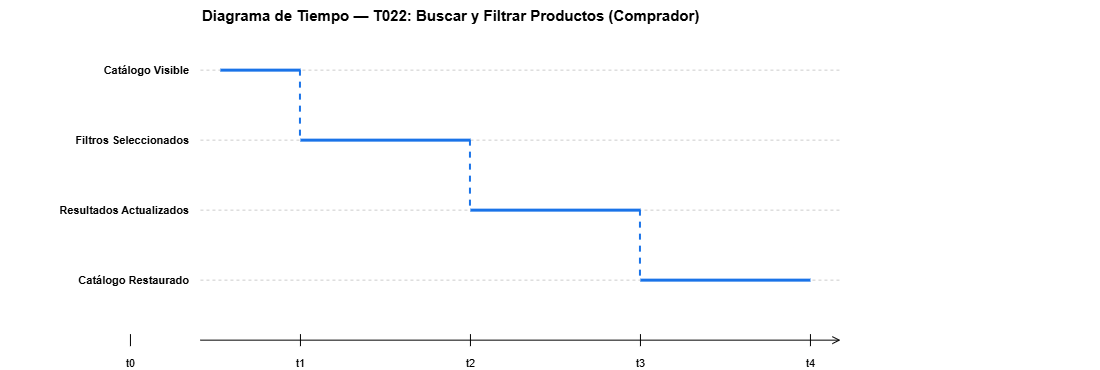 Diagrama de Tiempo — T022: Buscar y Filtrar Productos (Comprador)
Catálogo Visible
Filtros Seleccionados
Resultados Actualizados
Catálogo Restaurado
t0 t1 t2 t3 t4